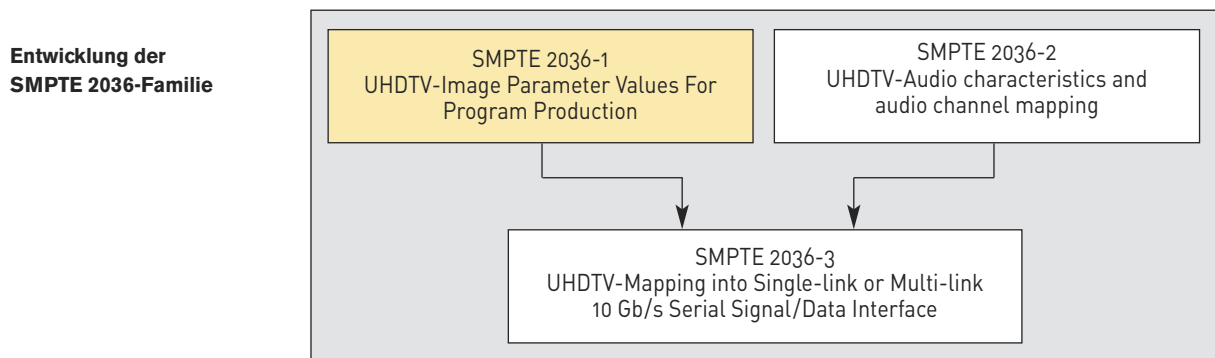 Entwicklung der
SMPTE 2036-Familie
SMPTE 2036-1
UHDTV-Image Parameter Values For
Program Production
SMPTE 2036-2
UHDTV-Audio characteristics and
audio channel mapping
SMPTE 2036-3
UHDTV-Mapping into Single-link or Multi-link
10 Gb/s Serial Signal/Data Interface